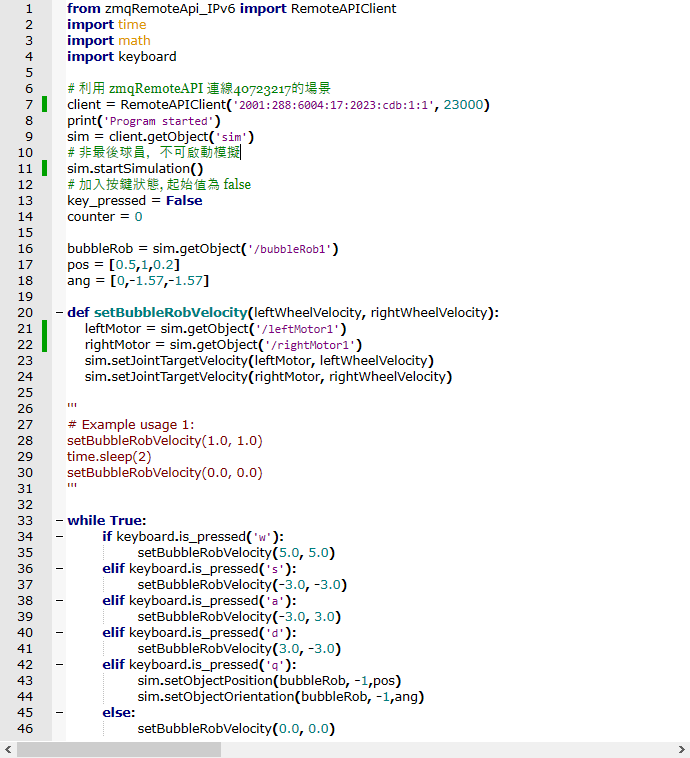 1 from zmqRemoteApi_IPv6 import RemoteAPIClient
2 import time
3 import math
4 import keyboard
5
6 # 利用 zmqRemoteAPI 連線40723217的場景
7 client = RemoteAPIClient('2001:288:6004:17:2023:cdb:1:1', 23000)
8 print('Program started')
9 sim = client.getObject('sim')
10 # 非最後球員，不可啟動模擬
11 sim.startSimulation()
12 # 加入按鍵狀態, 起始值為 false
13 key_pressed = False
14 counter = 0
15
16 bubbleRob = sim.getObject('/bubbleRob1')
17 pos = [0.5,1,0.2]
18 ang = [0,-1.57,-1.57]
19
20 def setBubbleRobVelocity(leftWheelVelocity, rightWheelVelocity):
21 leftMotor = sim.getObject('/leftMotor1')
22 rightMotor = sim.getObject('/rightMotor1')
23 sim.setJointTargetVelocity(leftMotor, leftWheelVelocity)
24 sim.setJointTargetVelocity(rightMotor, rightWheelVelocity)
25
26 '''
27 # Example usage 1:
28 setBubbleRobVelocity(1.0, 1.0)
29 time.sleep(2)
30 setBubbleRobVelocity(0.0, 0.0)
31 '''
32
33 while True:
34 if keyboard.is_pressed('w'):
35 setBubbleRobVelocity(5.0, 5.0)
36 elif keyboard.is_pressed('s'):
37 setBubbleRobVelocity(-3.0, -3.0)
38 elif keyboard.is_pressed('a'):
39 setBubbleRobVelocity(-3.0, 3.0)
40 elif keyboard.is_pressed('d'):
41 setBubbleRobVelocity(3.0, -3.0)
42 elif keyboard.is_pressed('q'):
43 sim.setObjectPosition(bubbleRob, -1,pos)
44 sim.setObjectOrientation(bubbleRob, -1,ang)
45 else:
46 setBubbleRobVelocity(0.0, 0.0)